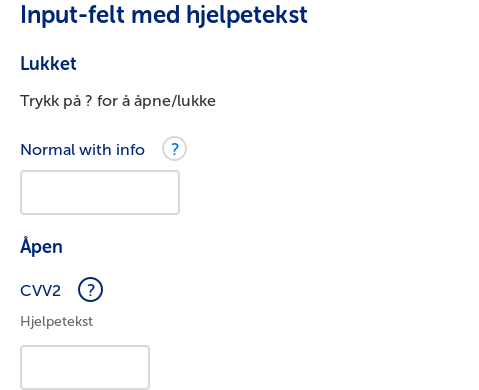 Input-felt med hjelpetekst
Lukket
Trykk på ? for å åpne/lukke
Normal with info ?
Åpen
CVV2 ?
Hjelpetekst